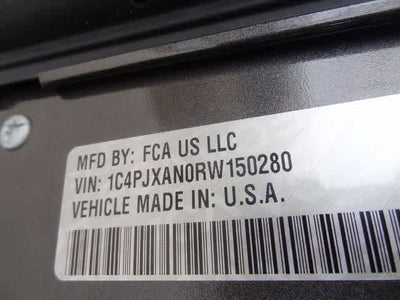 MFD BY: FCA US LLC
VIN: 1C4PJXAN0RW150280
VEHICLE MADE IN: U.S.A.